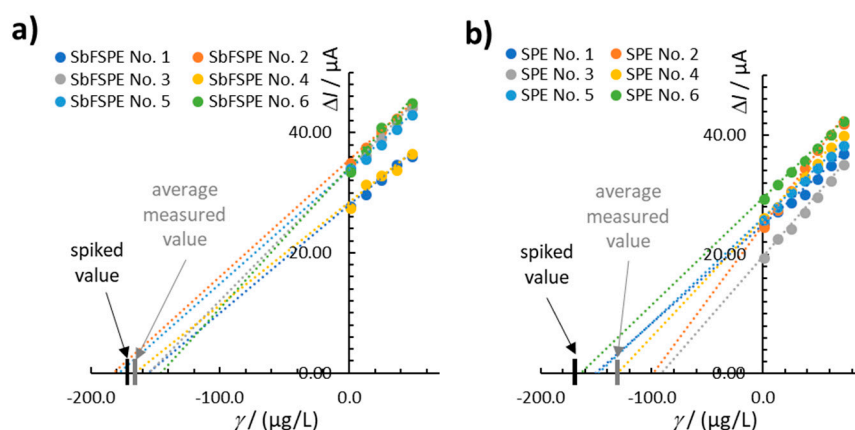 a)
SbFSPE No. 1 SbFSPE No. 2
SbFSPE No. 3 SbFSPE No. 4
SbFSPE No. 5 SbFSPE No. 6
ΔI / μA
40.00
20.00
0.00
average
measured
value
spiked
value
-200.0 -100.0 0.0
γ / (μg/L)
b)
SPE No. 1 SPE No. 2
SPE No. 3 SPE No. 4
SPE No. 5 SPE No. 6
ΔI / μA
40.00
20.00
0.00
average
measured
value
spiked
value
-200.0 -100.0 0.0
γ / (μg/L)